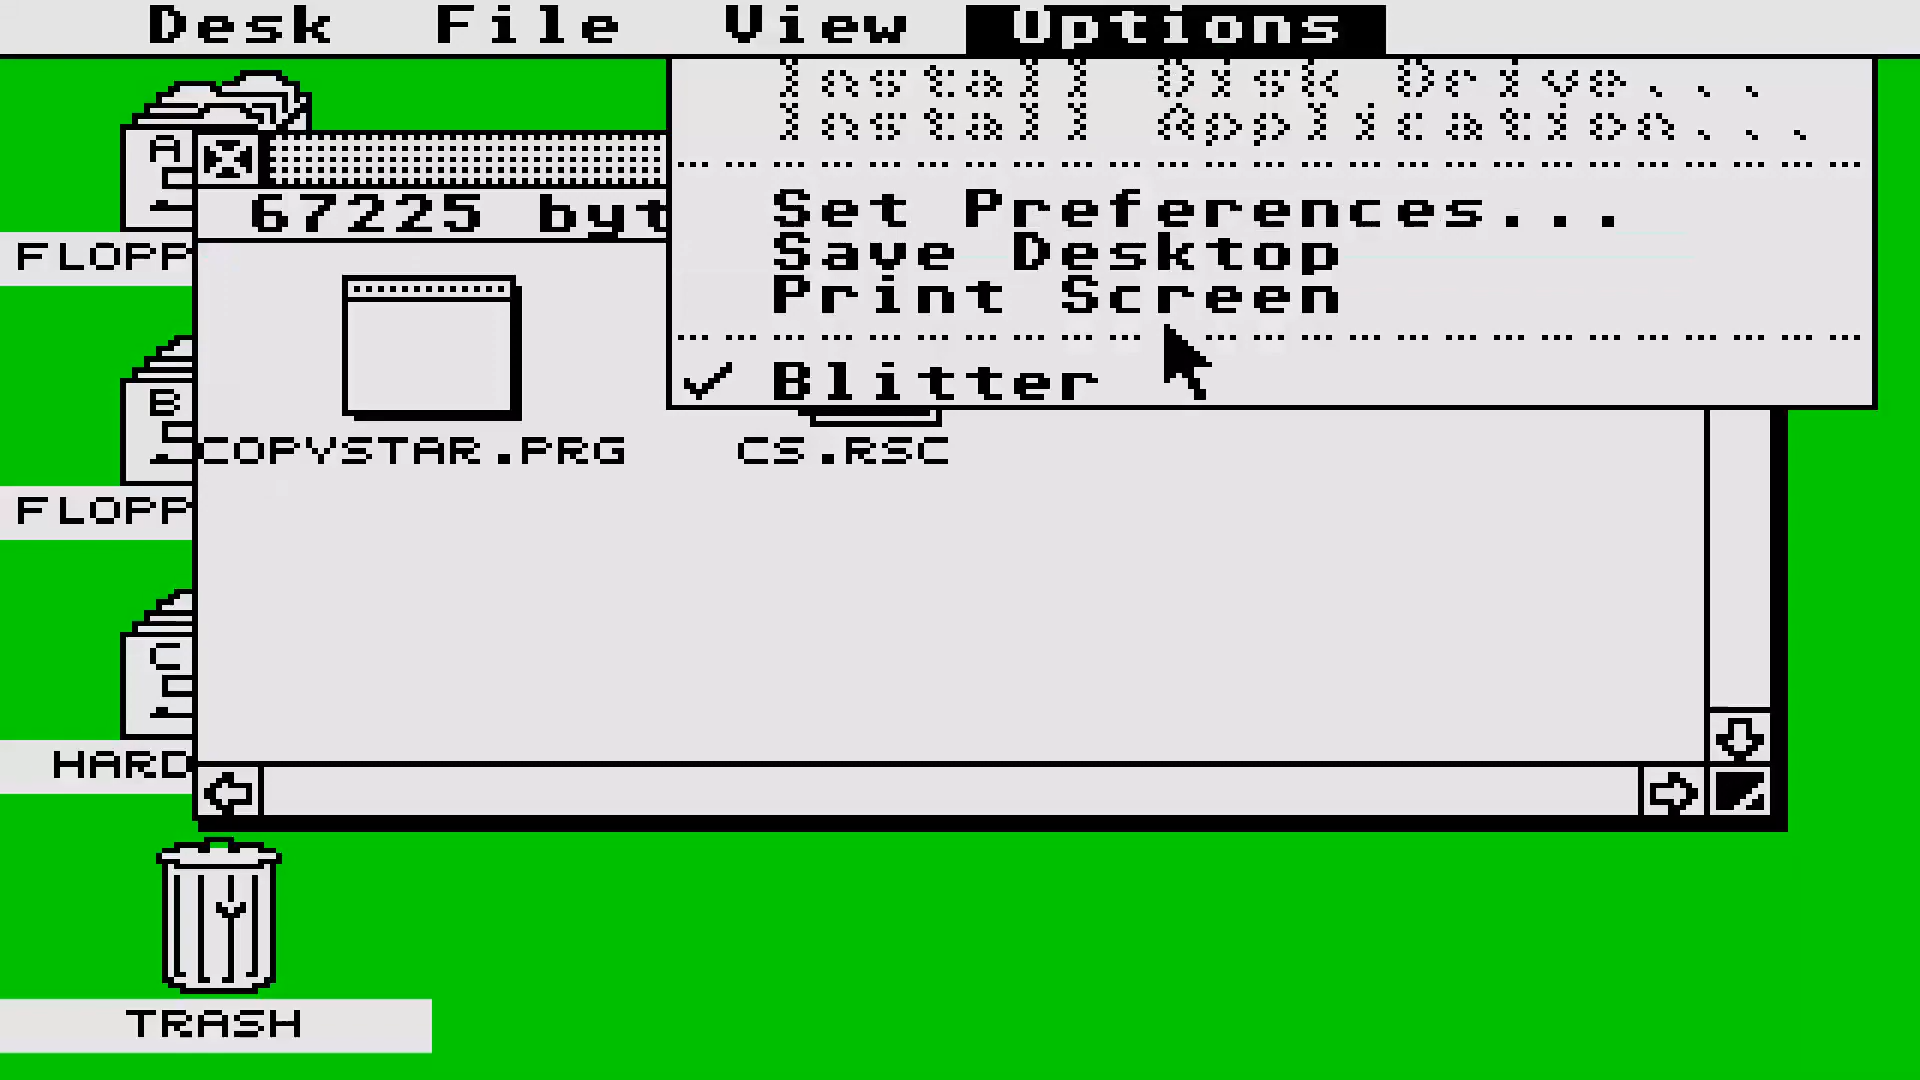 Desk File View Options
Install Disk Drive...
Install Application...
Set Preferences...
Save Desktop
Print Screen
✓ Blitter
A
FLOPP
67225 byt
COPYSTAR.PRG CS.RSC
B
FLOPP
C
HARD
TRASH